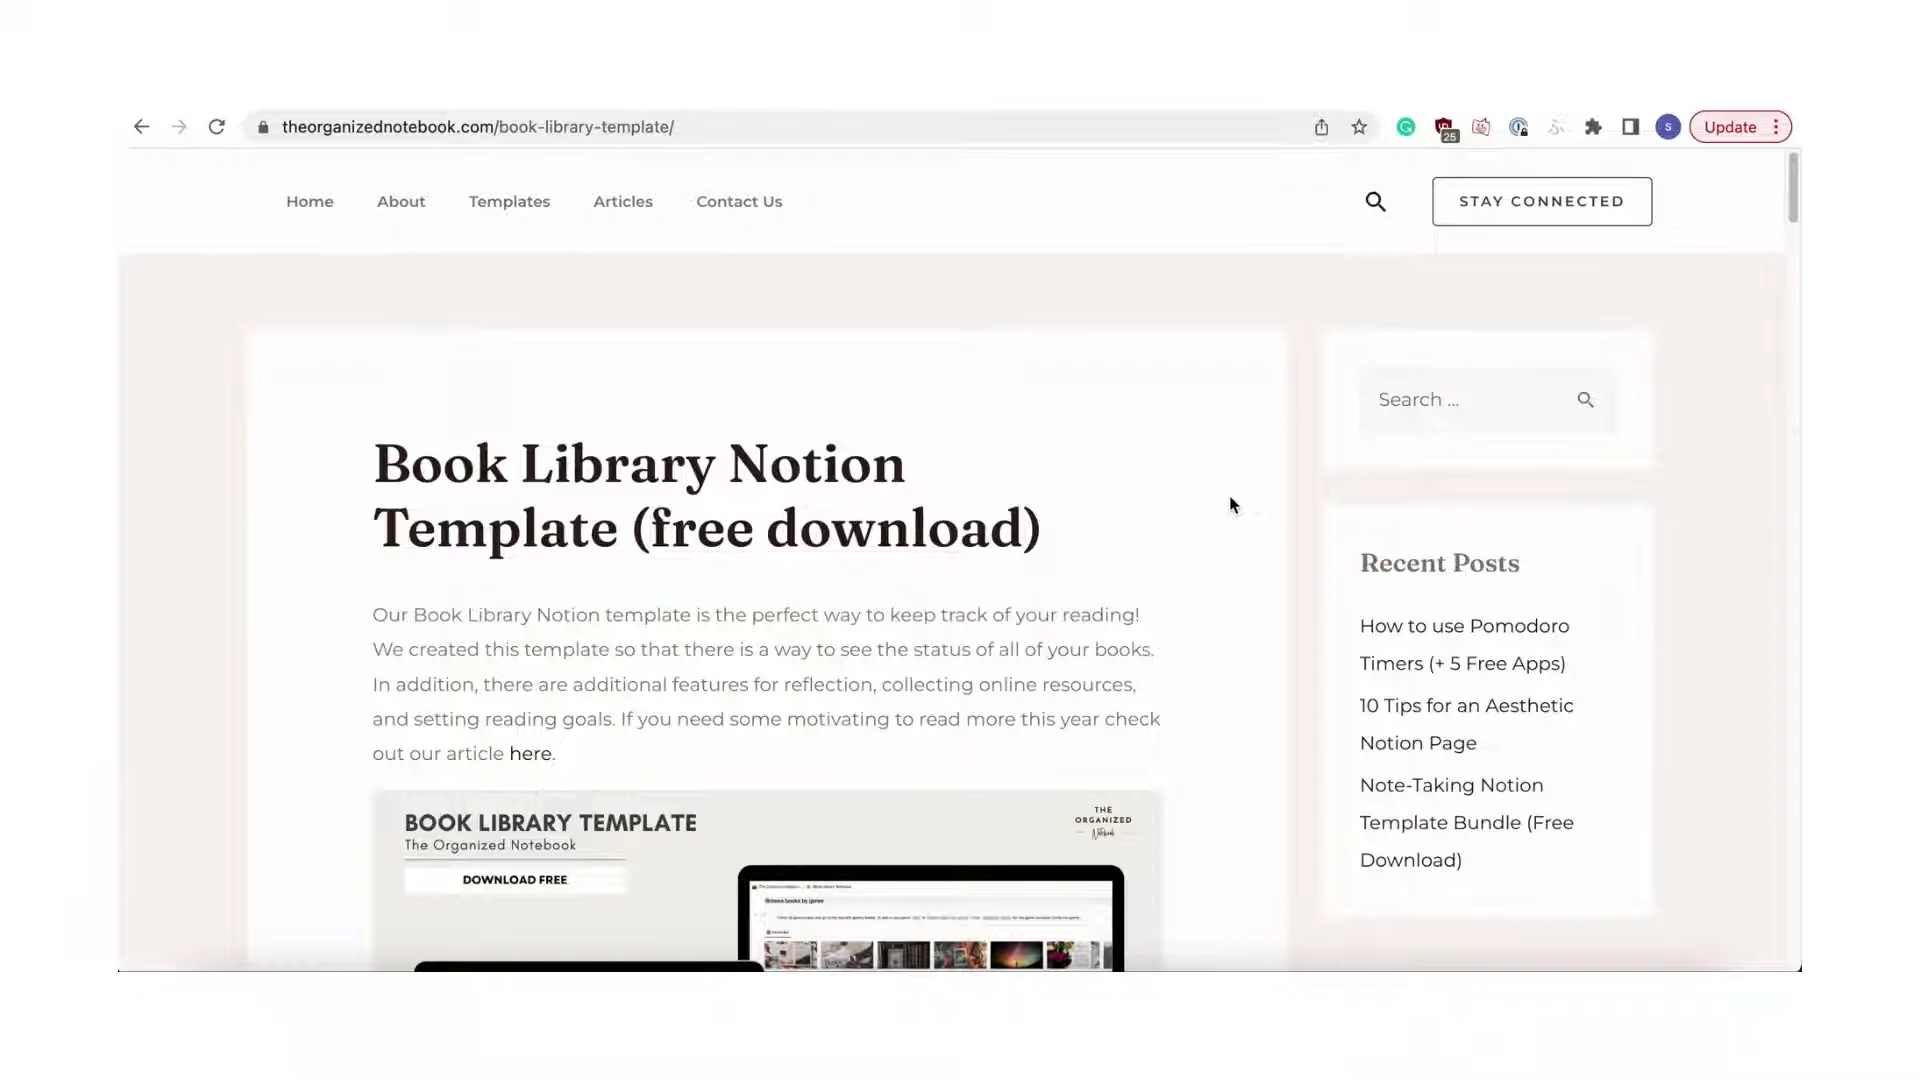 theorganizednotebook.com/book-library-template/
25
S
Update
Home
About
Templates
Articles
Contact Us
STAY CONNECTED
Search ...
Book Library Notion
Template (free download)
Our Book Library Notion template is the perfect way to keep track of your reading!
We created this template so that there is a way to see the status of all of your books.
In addition, there are additional features for reflection, collecting online resources,
and setting reading goals. If you need some motivating to read more this year check
out our article here.
BOOK LIBRARY TEMPLATE
The Organized Notebook
DOWNLOAD FREE
THE
ORGANIZED
Notebook
Browse books by genre
Recent Posts
How to use Pomodoro
Timers (+ 5 Free Apps)
10 Tips for an Aesthetic
Notion Page
Note-Taking Notion
Template Bundle (Free
Download)